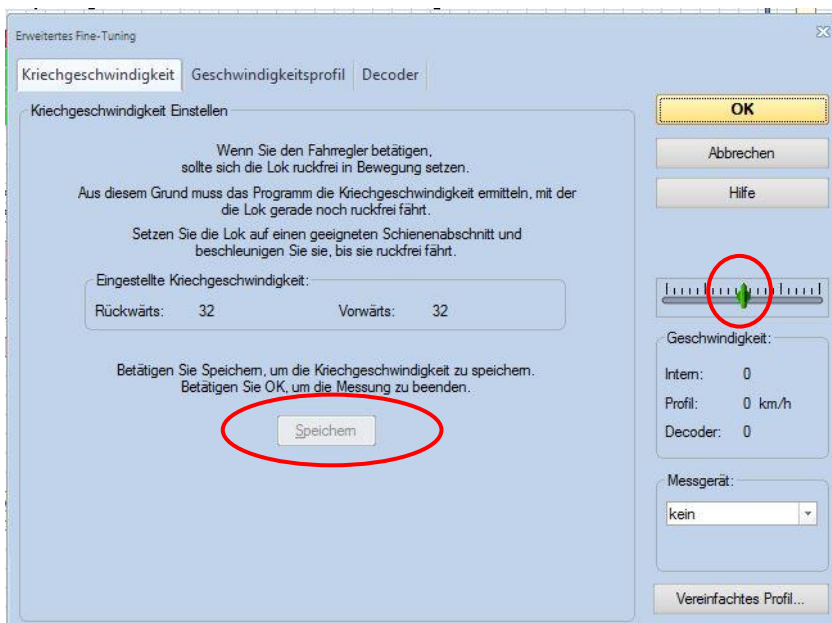 Erweitertes Fine-Tuning
Kriechgeschwindigkeit
Geschwindigkeitsprofil
Decoder
Kriechgeschwindigkeit Einstellen
Wenn Sie den Fahrregler betätigen,
sollte sich die Lok ruckfrei in Bewegung setzen.
Aus diesem Grund muss das Programm die Kriechgeschwindigkeit ermitteln, mit der
die Lok gerade noch ruckfrei fährt.
Setzen Sie die Lok auf einen geeigneten Schienenabschnitt und
beschleunigen Sie sie, bis sie ruckfrei fährt.
Eingestellte Kriechgeschwindigkeit:
Rückwärts: 32 Vorwärts: 32
Betätigen Sie Speichern, um die Kriechgeschwindigkeit zu speichern.
Betätigen Sie OK, um die Messung zu beenden.
Speichern
OK
Abbrechen
Hilfe
Geschwindigkeit:
Intern: 0
Profil: 0 km/h
Decoder: 0
Messgerät:
kein
Vereinfachtes Profil...